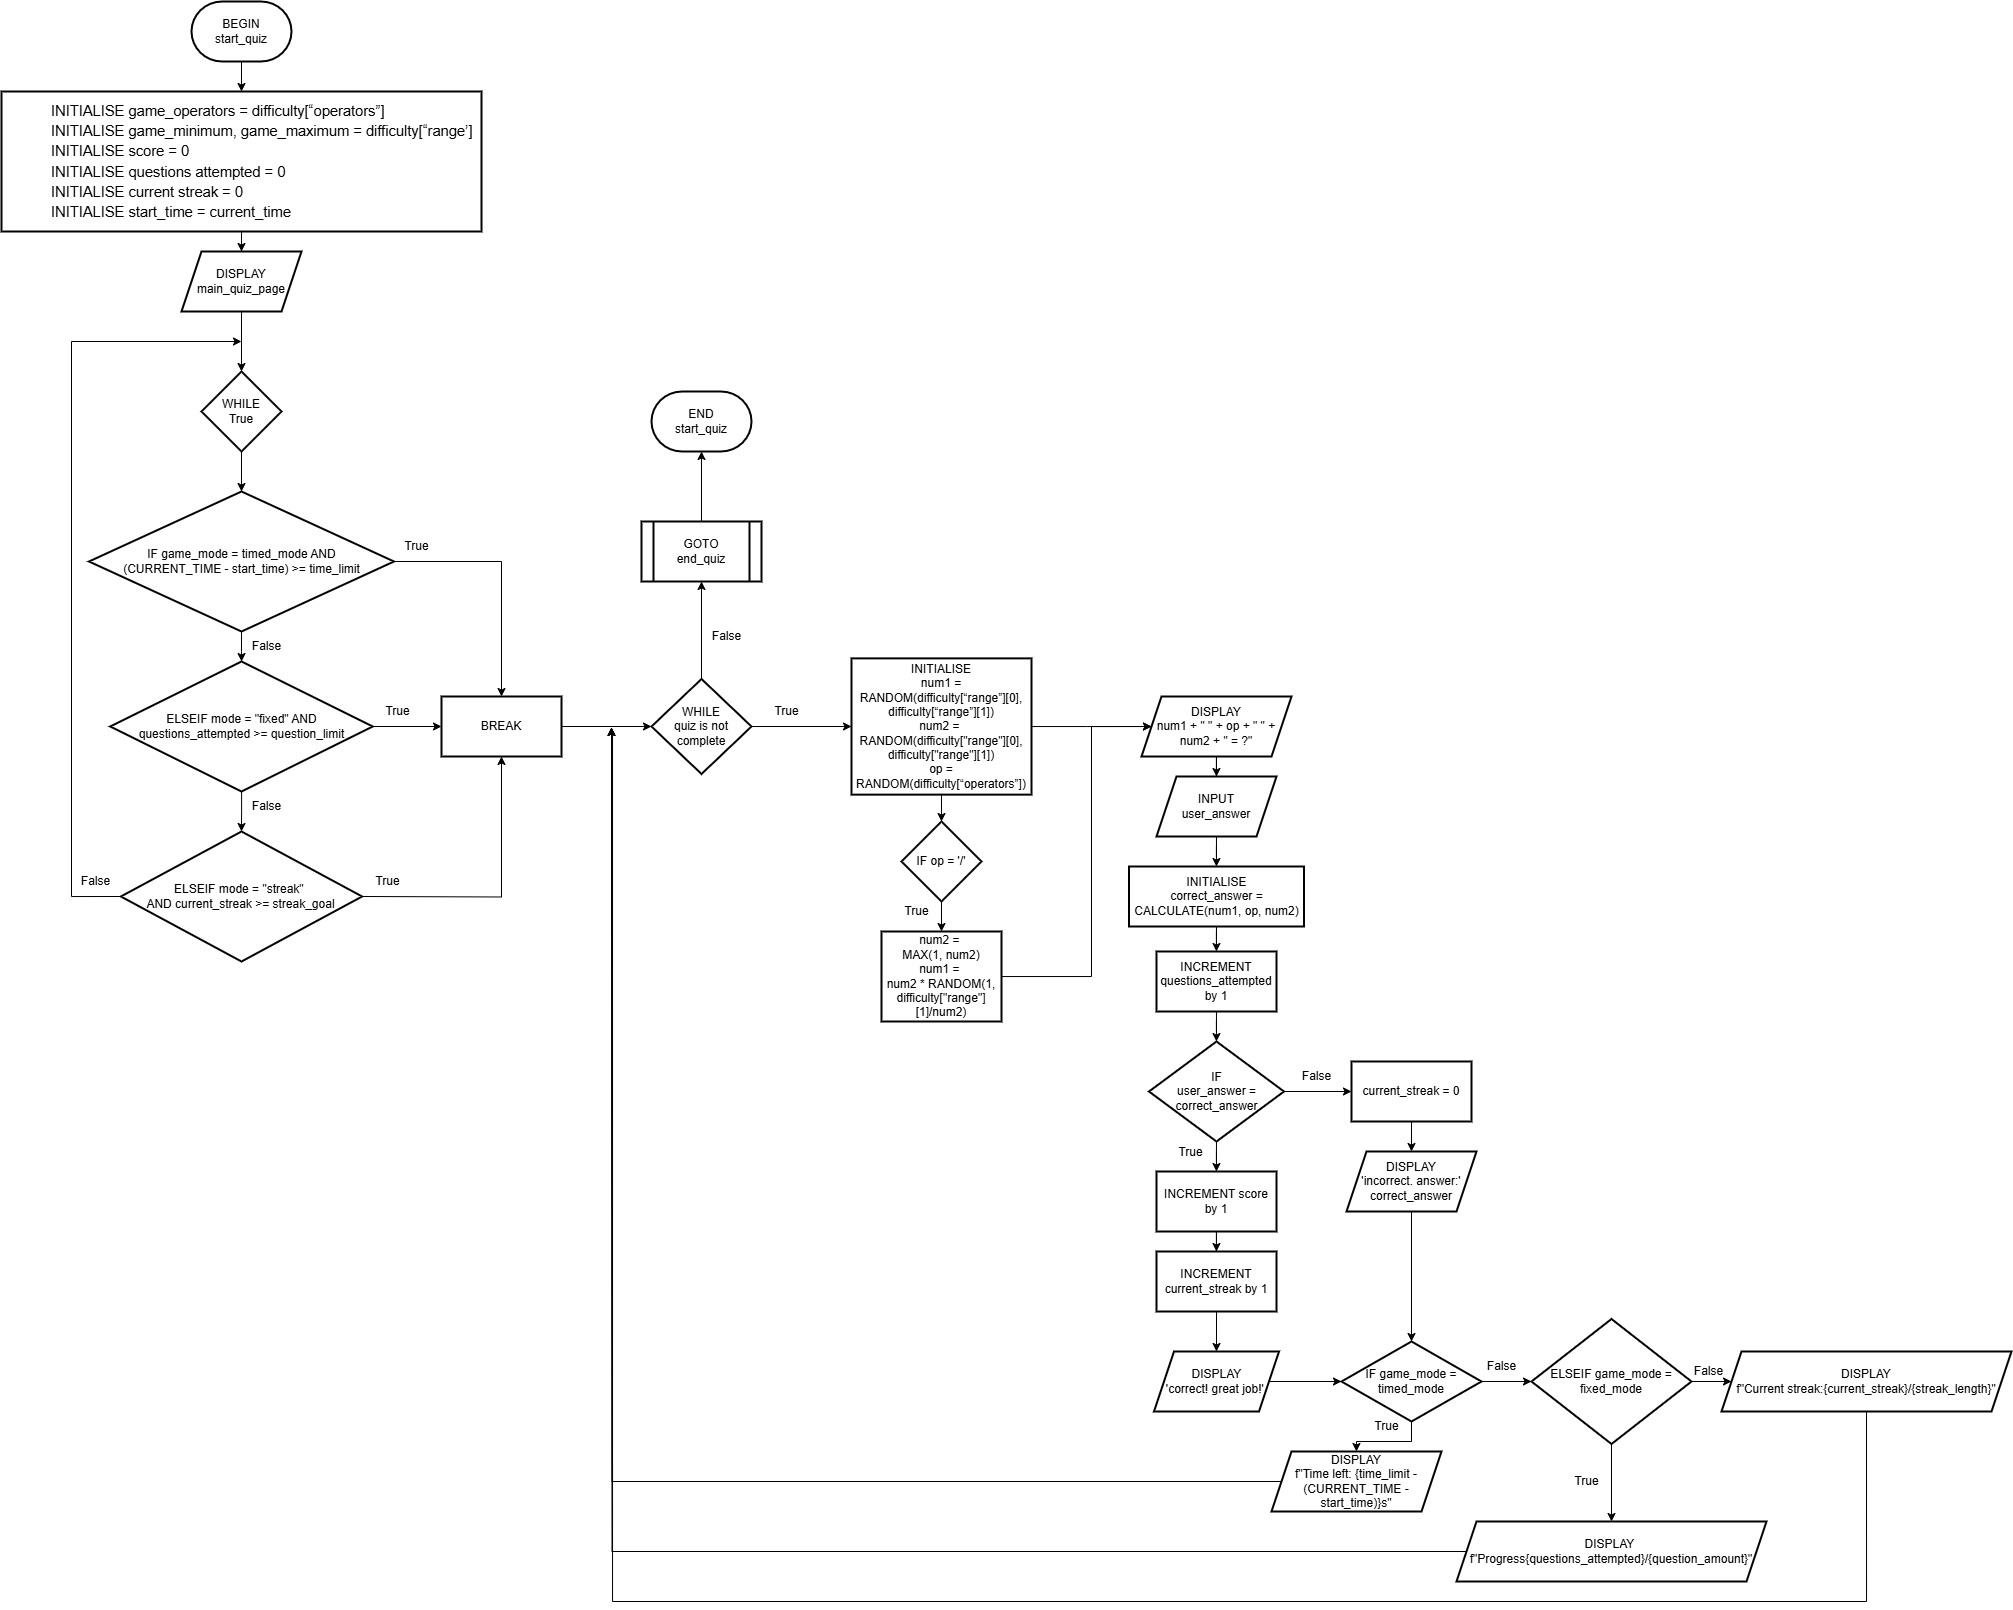 BEGIN
start_quiz
INITIALISE game_operators = difficulty[“operators”]
INITIALISE game_minimum, game_maximum = difficulty[“range’]
INITIALISE score = 0
INITIALISE questions attempted = 0
INITIALISE current streak = 0
INITIALISE start_time = current_time
DISPLAY
main_quiz_page
WHILE
True
IF game_mode = timed_mode AND
(CURRENT_TIME - start_time) >= time_limit
True
False
ELSEIF mode = "fixed" AND
questions_attempted >= question_limit
True
False
ELSEIF mode = "streak"
AND current_streak >= streak_goal
False
True
BREAK
END
start_quiz
GOTO
end_quiz
False
WHILE
quiz is not
complete
True
INITIALISE
num1 =
RANDOM(difficulty[“range”][0],
difficulty[“range”][1])
num2 =
RANDOM(difficulty["range"][0],
difficulty["range"][1])
op =
RANDOM(difficulty[“operators”])
IF op = '/'
True
num2 =
MAX(1, num2)
num1 =
num2 * RANDOM(1,
difficulty["range"]
[1]/num2)
DISPLAY
num1 + " " + op + " " +
num2 + " = ?"
INPUT
user_answer
INITIALISE
correct_answer =
CALCULATE(num1, op, num2)
INCREMENT
questions_attempted
by 1
IF
user_answer =
correct_answer
False
current_streak = 0
True
DISPLAY
'incorrect. answer:'
correct_answer
INCREMENT score
by 1
INCREMENT
current_streak by 1
DISPLAY
'correct! great job!'
IF game_mode =
timed_mode
False
ELSEIF game_mode =
fixed_mode
False
DISPLAY
f"Current streak:{current_streak}/{streak_length}"
True
DISPLAY
f"Time left: {time_limit -
(CURRENT_TIME -
start_time)}s"
True
DISPLAY
f"Progress{questions_attempted}/{question_amount}"